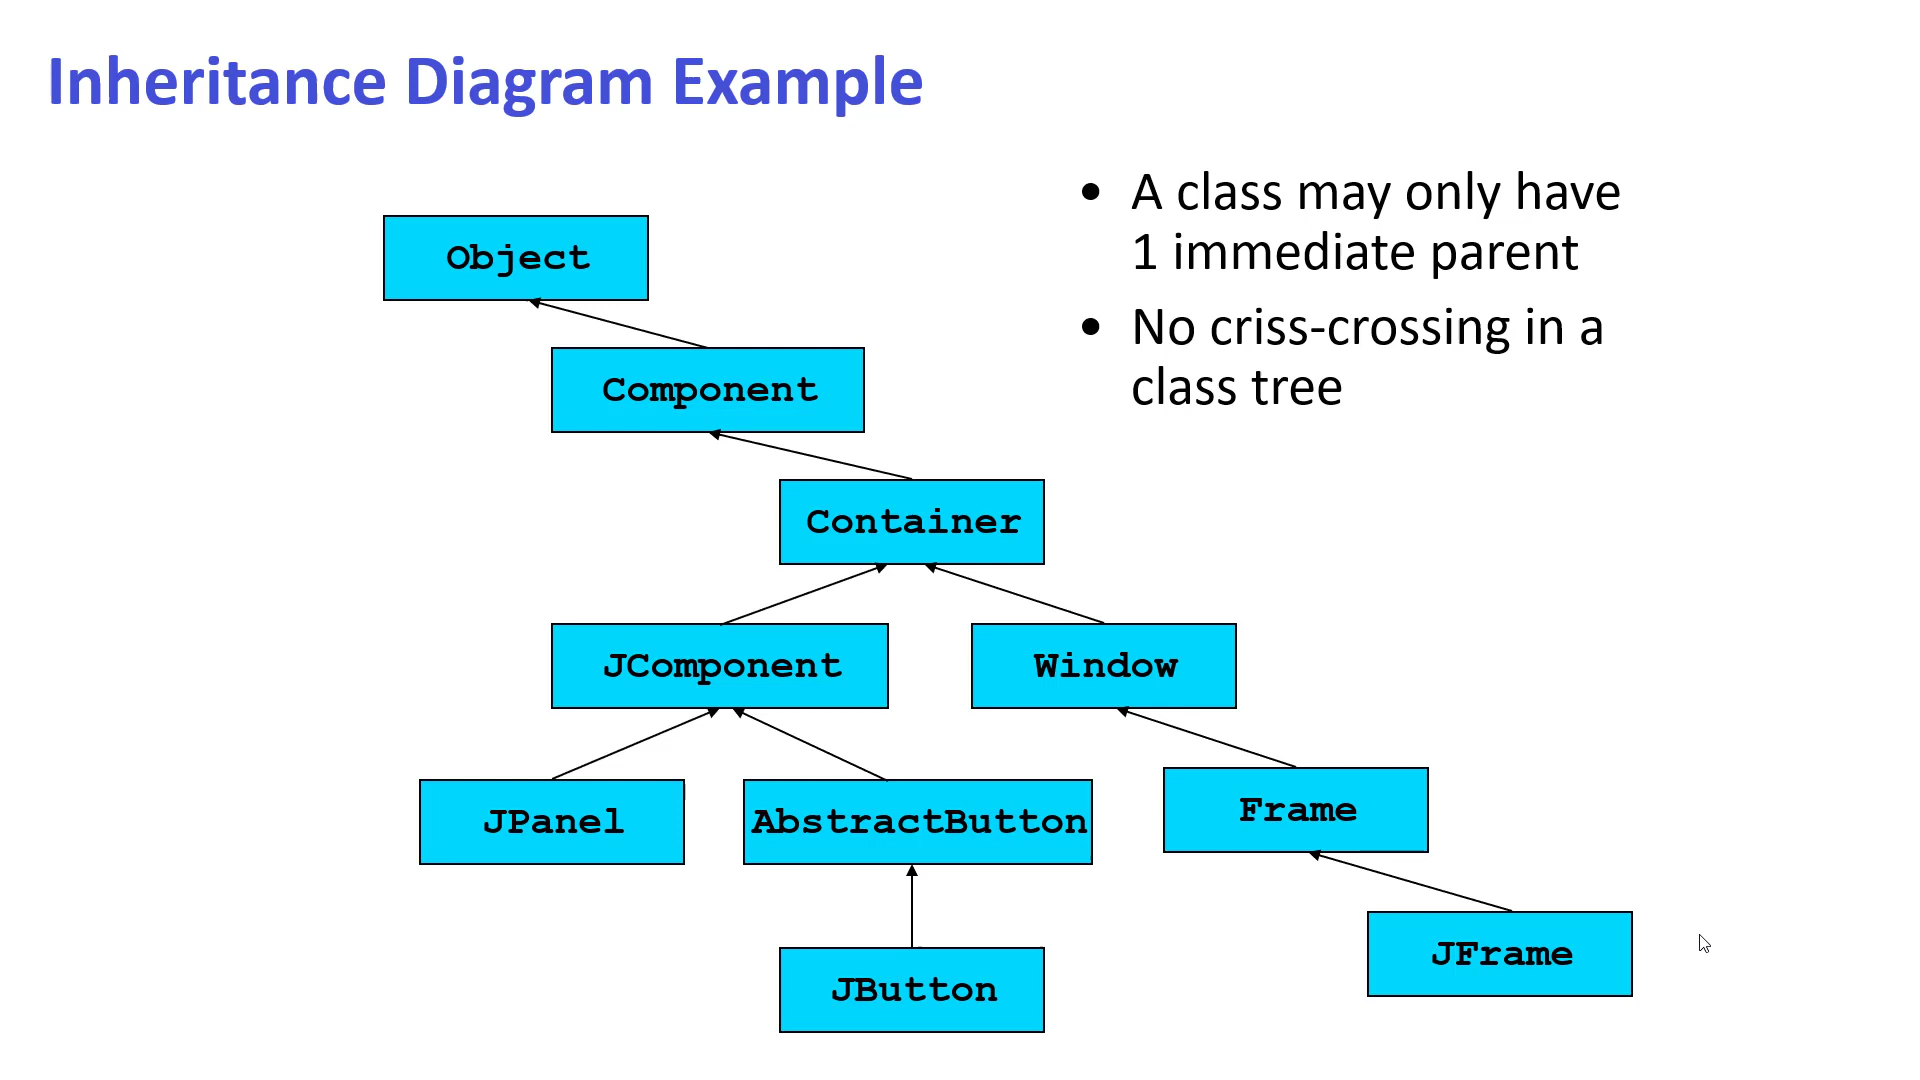 Inheritance Diagram Example
• A class may only have
1 immediate parent
• No criss-crossing in a
class tree
Object
Component
Container
JComponent
Window
JPanel
AbstractButton
Frame
JButton
JFrame